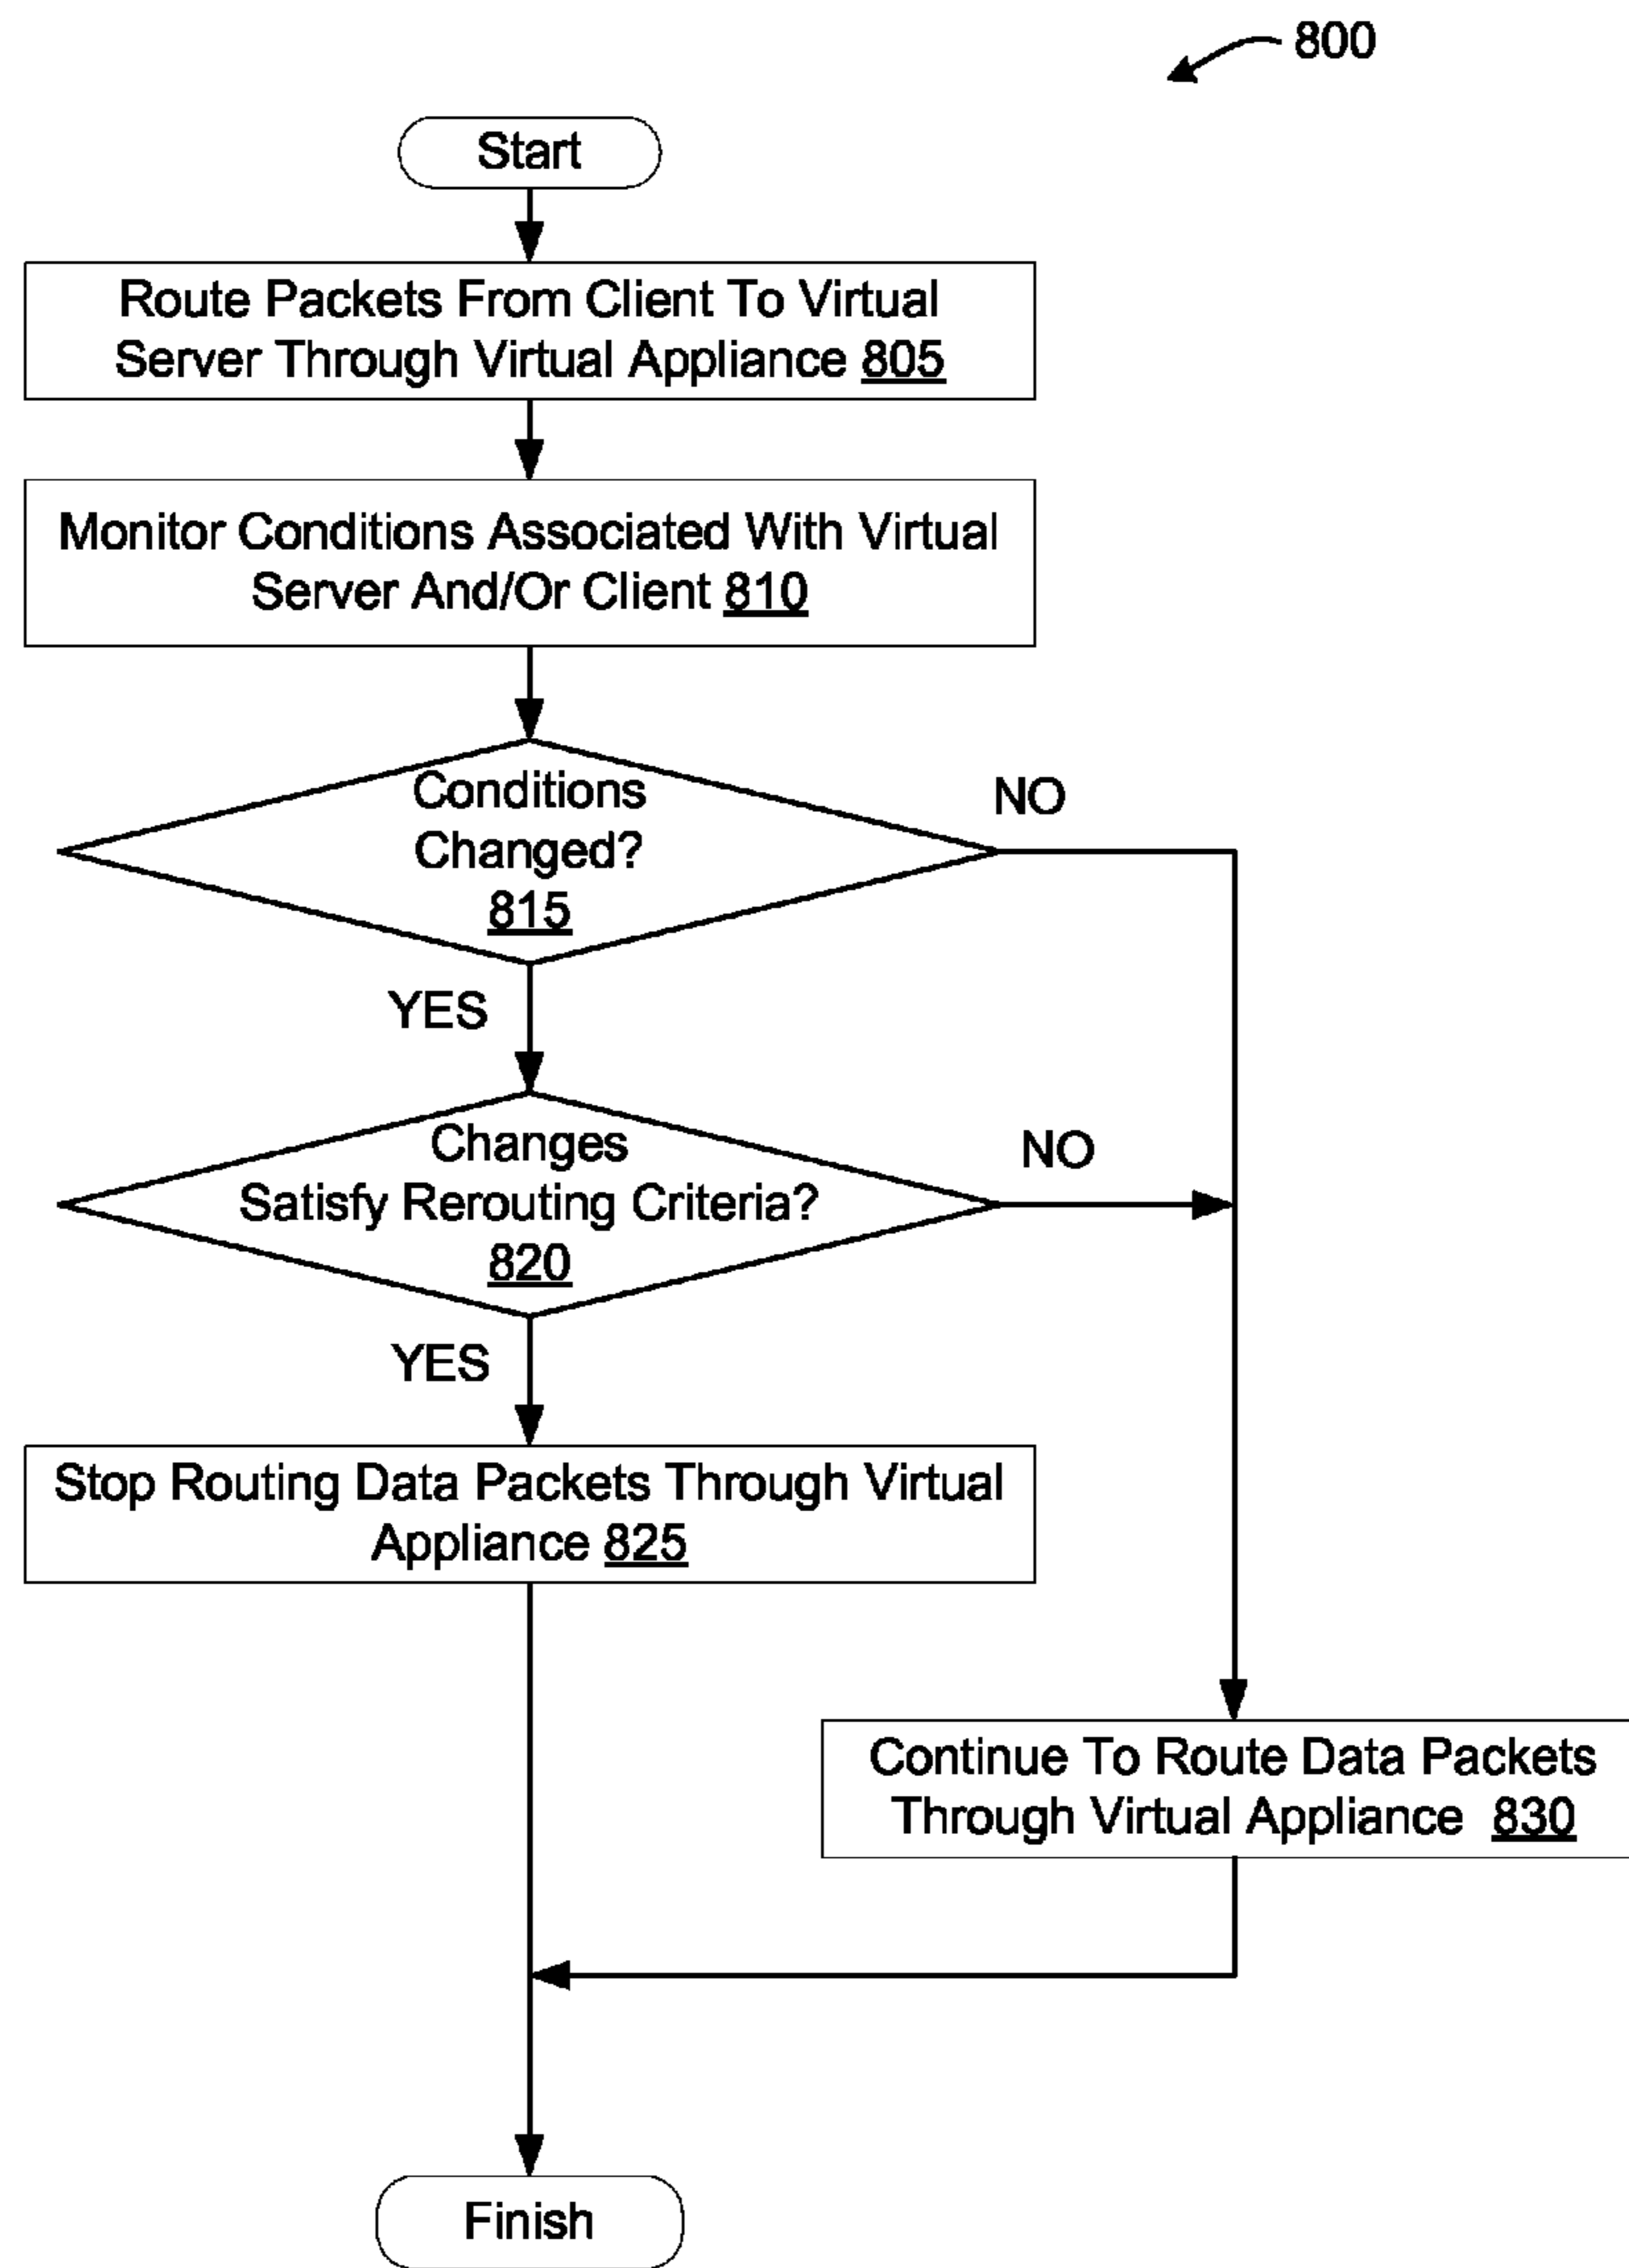 800
Start
Route Packets From Client To Virtual
Server Through Virtual Appliance 805
Monitor Conditions Associated With Virtual
Server And/Or Client 810
Conditions
Changed?
815
NO
YES
Changes
Satisfy Rerouting Criteria?
820
NO
YES
Stop Routing Data Packets Through Virtual
Appliance 825
Continue To Route Data Packets
Through Virtual Appliance 830
Finish